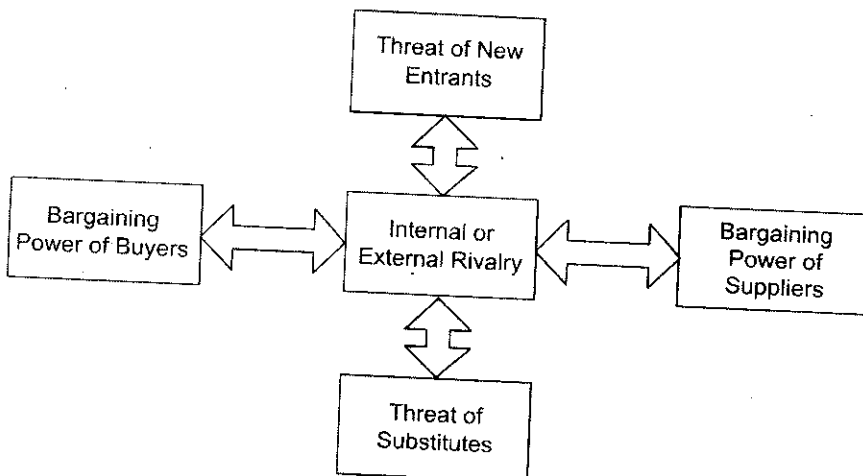 Threat of New
Entrants
Bargaining
Power of Buyers
Internal or
External Rivalry
Bargaining
Power of
Suppliers
Threat of
Substitutes